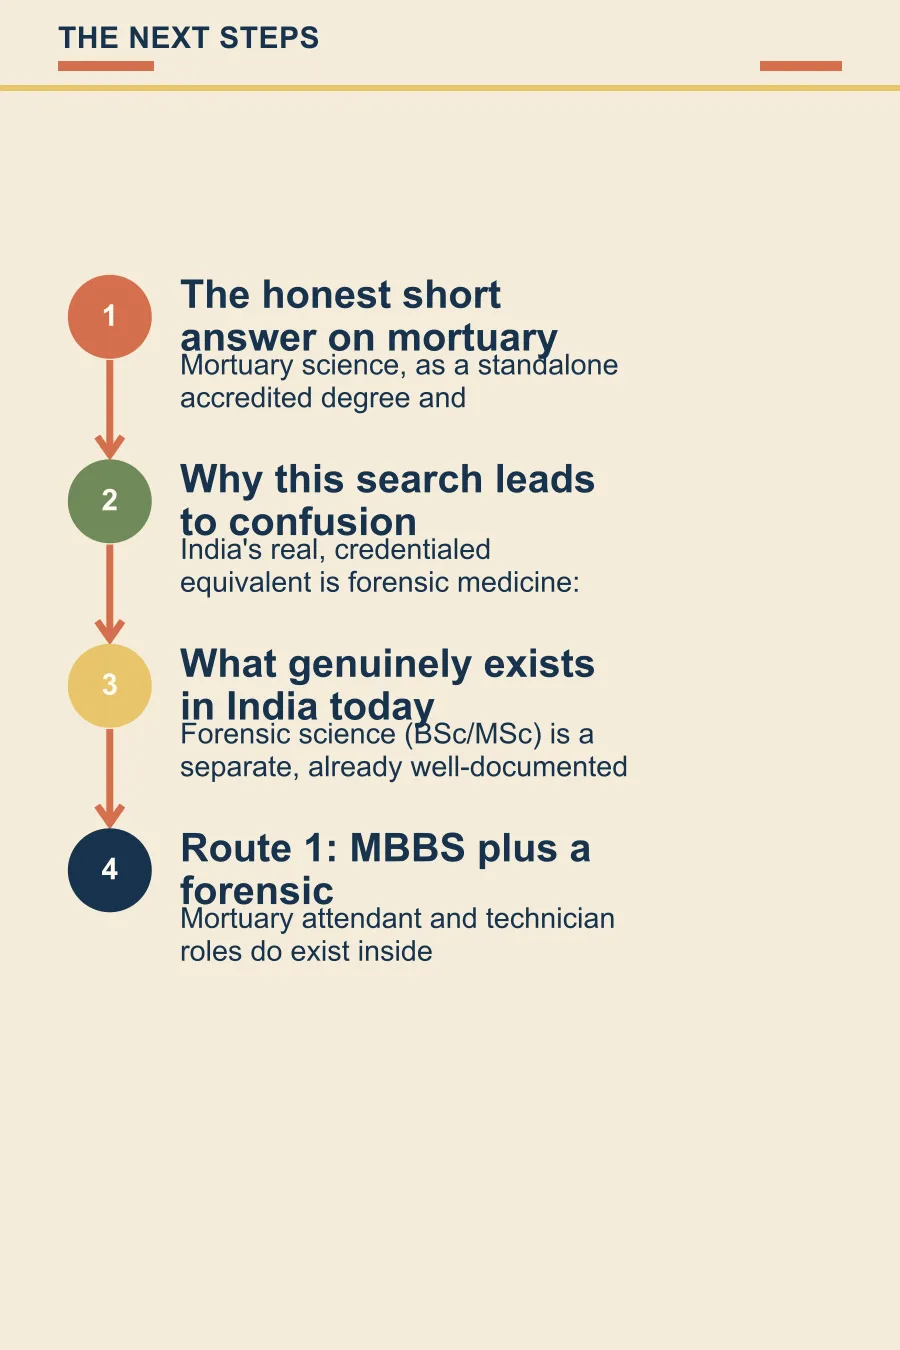 THE NEXT STEPS
1
The honest short
answer on mortuary
Mortuary science, as a standalone
accredited degree and
2
Why this search leads
to confusion
India's real, credentialed
equivalent is forensic medicine:
3
What genuinely exists
in India today
Forensic science (BSc/MSc) is a
separate, already well-documented
4
Route 1: MBBS plus a
forensic
Mortuary attendant and technician
roles do exist inside